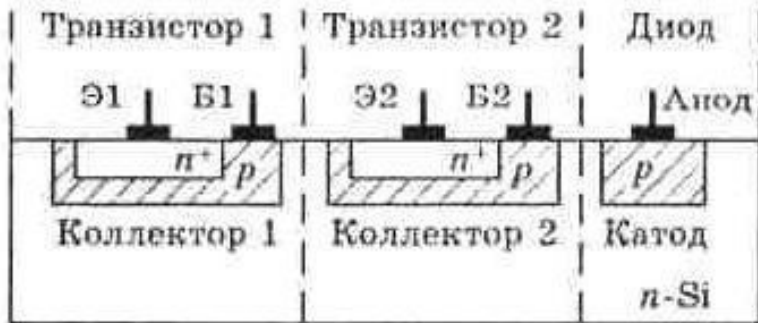 Транзистор 1 Транзистор 2 Диод
Э1 Б1 Э2 Б2 Анод
n⁺ p n⁺ p p
Коллектор 1 Коллектор 2 Катод
n-Si